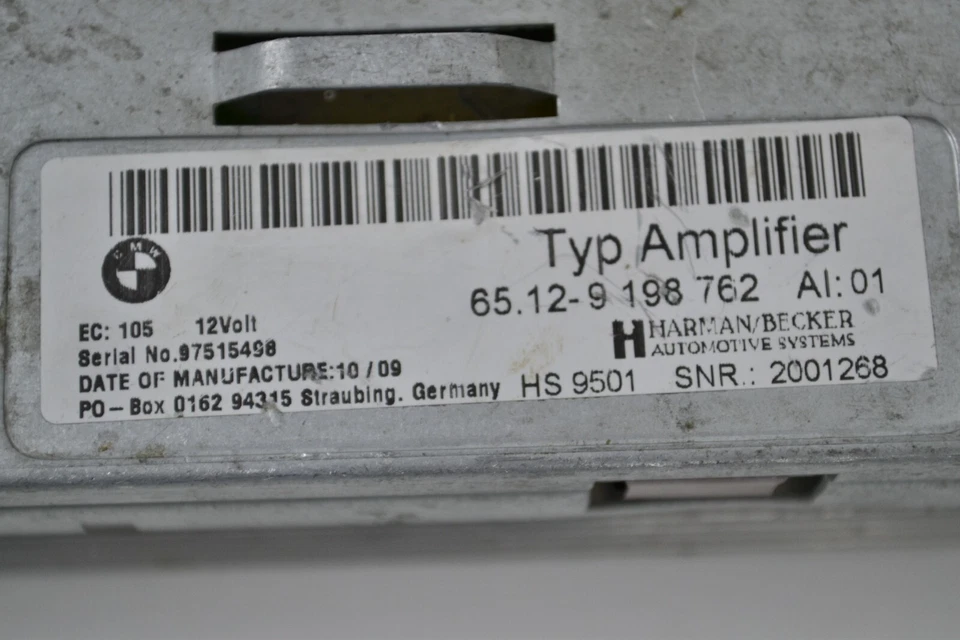 BMW
Typ Amplifier
65.12-9 198 762 AI: 01
HARMAN/BECKER
AUTOMOTIVE SYSTEMS
EC: 105 12Volt
Serial No.97515498
DATE OF MANUFACTURE:10/09
PO-Box 0162 94315 Straubing. Germany
HS 9501 SNR.: 2001268